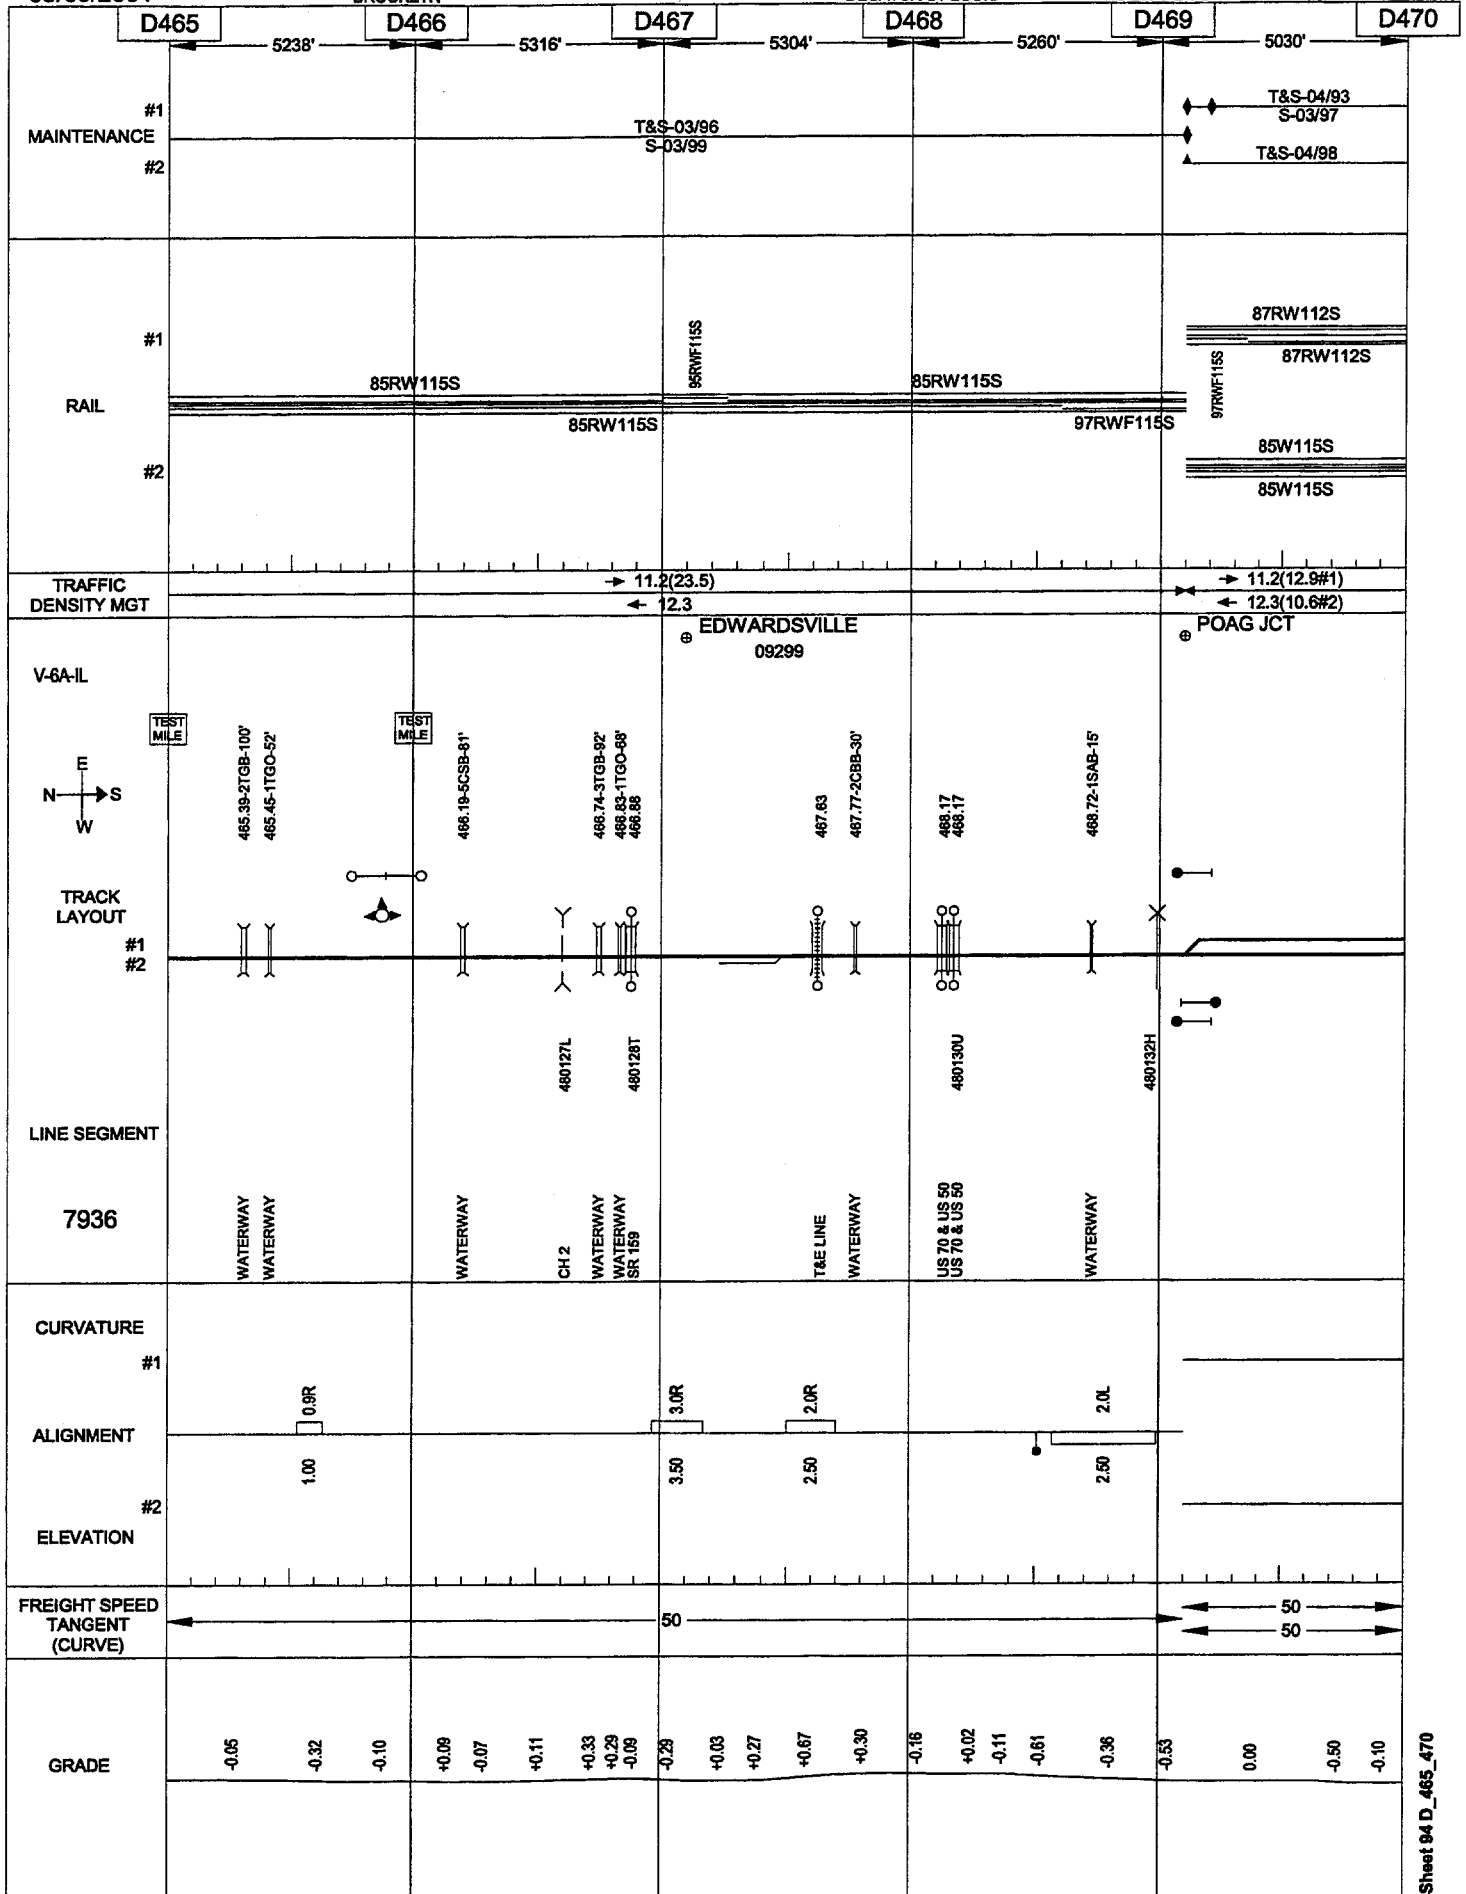 D465 D466 D467 D468 D469 D470
5238' 5316' 5304' 5260' 5030'
#1
MAINTENANCE
#2
T&S-03/96
S-03/99
T&S-04/93
S-03/97
T&S-04/98
#1
RAIL
#2
85RW115S
85RW115S
95RWF115S
85RW115S
97RWF115S
87RW112S
97RWF115S
87RW112S
85W115S
85W115S
TRAFFIC
DENSITY MGT
11.2(23.5)
12.3
11.2(12.9#1)
12.3(10.6#2)
EDWARDSVILLE
09299
POAG JCT
V-6A-IL
TEST
MILE
TEST
MILE
E
N S
W
465.39-2TGB-100'
465.45-1TGO-52'
466.19-5CSB-81'
466.74-3TGB-92'
466.83-1TGO-68'
466.88
467.63
467.77-2CBB-30'
468.17
468.17
468.72-1SAB-15'
TRACK
LAYOUT
#1
#2
480127L
480128T
480130U
480132H
LINE SEGMENT
7936
WATERWAY
WATERWAY
WATERWAY
CH 2
WATERWAY
WATERWAY
SR 159
T&E LINE
WATERWAY
US 70 & US 50
US 70 & US 50
WATERWAY
CURVATURE
#1
ALIGNMENT
#2
ELEVATION
0.9R
1.00
3.0R
3.50
2.0R
2.50
2.0L
2.50
FREIGHT SPEED
TANGENT
(CURVE)
50
50
50
GRADE
-0.05
-0.32
-0.10
+0.09
-0.07
+0.11
+0.33
+0.29
-0.09
-0.29
+0.03
+0.27
+0.67
+0.30
-0.16
+0.02
-0.11
-0.61
-0.36
-0.53
0.00
-0.50
-0.10
Sheet 94 D_465_470